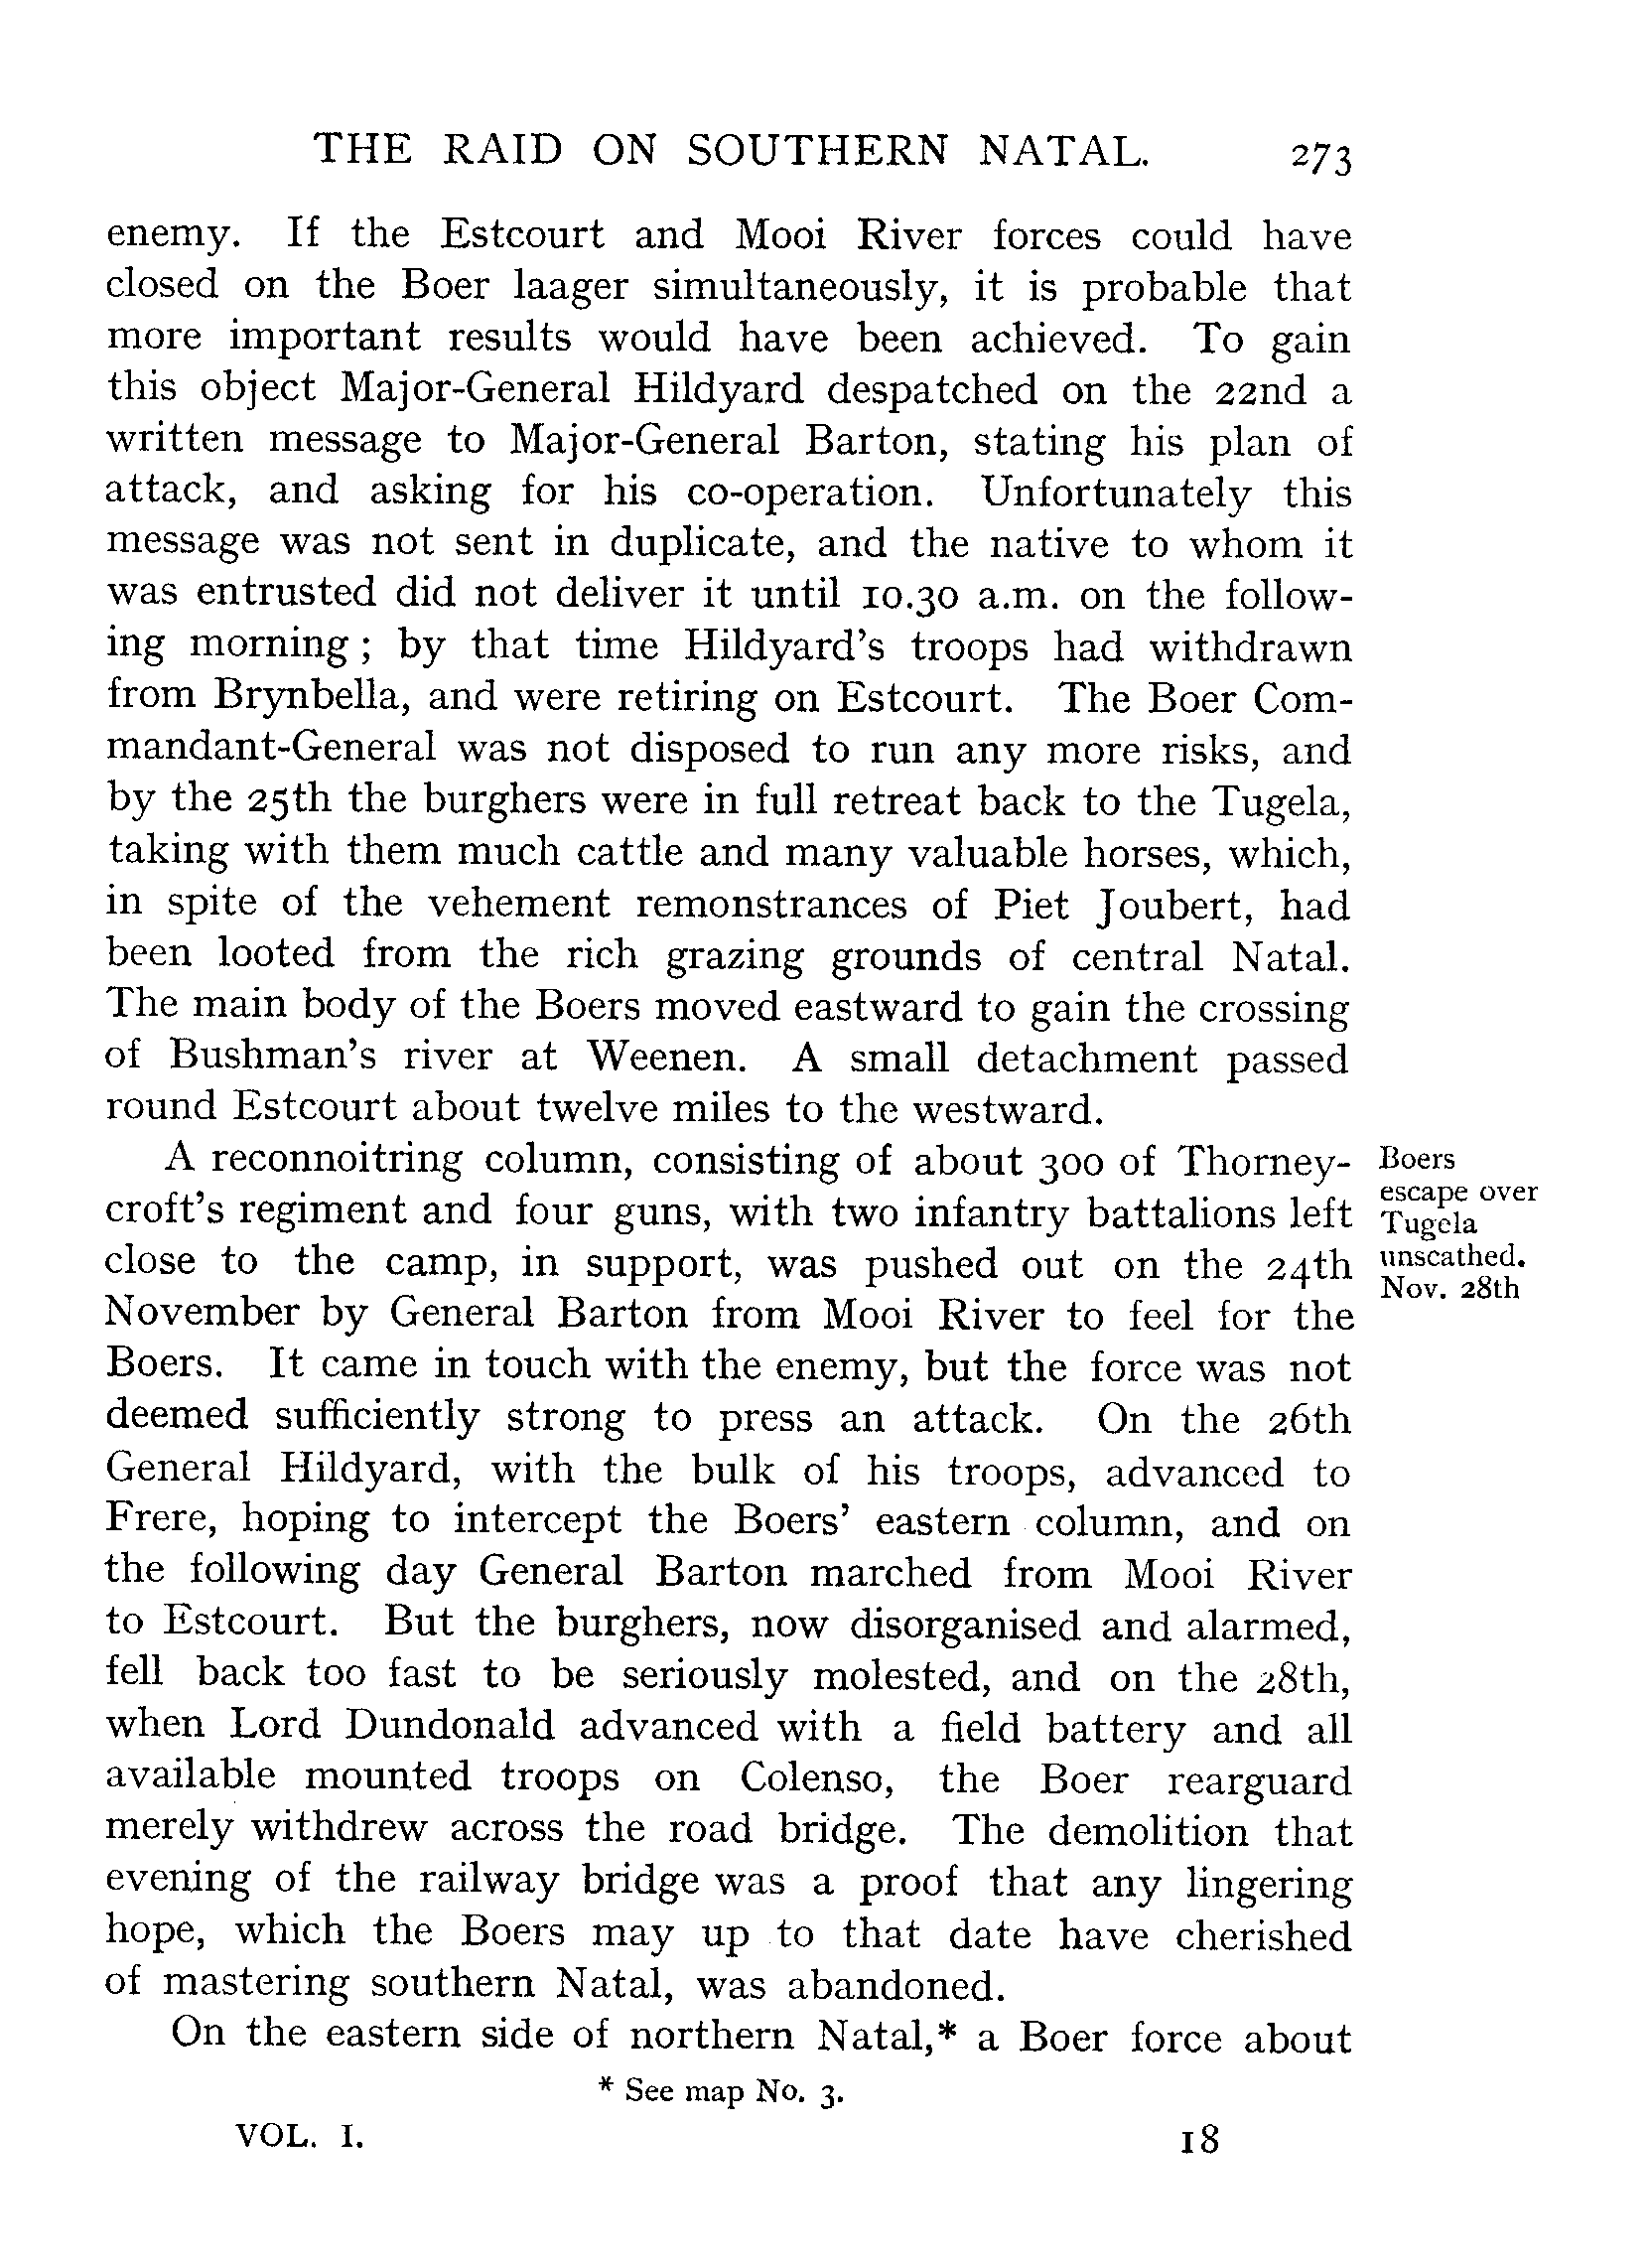 THE RAID ON SOUTHERN NATAL. 273
enemy. If the Estcourt and Mooi River forces could have
closed on the Boer laager simultaneously, it is probable that
more important results would have been achieved. To gain
this object Major-General Hildyard despatched on the 22nd a
written message to Major-General Barton, stating his plan of
attack, and asking for his co-operation. Unfortunately this
message was not sent in duplicate, and the native to whom it
was entrusted did not deliver it until 10.30 a.m. on the follow-
ing morning; by that time Hildyard's troops had withdrawn
from Brynbella, and were retiring on Estcourt. The Boer Com-
mandant-General was not disposed to run any more risks, and
by the 25th the burghers were in full retreat back to the Tugela,
taking with them much cattle and many valuable horses, which,
in spite of the vehement remonstrances of Piet Joubert, had
been looted from the rich grazing grounds of central Natal.
The main body of the Boers moved eastward to gain the crossing
of Bushman's river at Weenen. A small detachment passed
round Estcourt about twelve miles to the westward.
A reconnoitring column, consisting of about 300 of Thorney-
croft's regiment and four guns, with two infantry battalions left
close to the camp, in support, was pushed out on the 24th
November by General Barton from Mooi River to feel for the
Boers. It came in touch with the enemy, but the force was not
deemed sufficiently strong to press an attack. On the 26th
General Hildyard, with the bulk of his troops, advanced to
Frere, hoping to intercept the Boers' eastern column, and on
the following day General Barton marched from Mooi River
to Estcourt. But the burghers, now disorganised and alarmed,
fell back too fast to be seriously molested, and on the 28th,
when Lord Dundonald advanced with a field battery and all
available mounted troops on Colenso, the Boer rearguard
merely withdrew across the road bridge. The demolition that
evening of the railway bridge was a proof that any lingering
hope, which the Boers may up to that date have cherished
of mastering southern Natal, was abandoned.
On the eastern side of northern Natal,* a Boer force about
Boers
escape over
Tugela
unscathed.
Nov. 28th
* See map No. 3.
VOL. I. 18